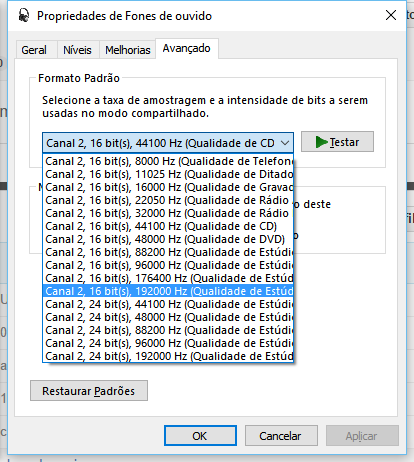 Propriedades de Fones de ouvido
Geral Níveis Melhorias Avançado
Formato Padrão
Selecione a taxa de amostragem e a intensidade de bits a serem
usadas no modo compartilhado.
Canal 2, 16 bit(s), 44100 Hz (Qualidade de CD
Testar
Canal 2, 16 bit(s), 8000 Hz (Qualidade de Telefon
Canal 2, 16 bit(s), 11025 Hz (Qualidade de Ditado
Canal 2, 16 bit(s), 16000 Hz (Qualidade de Gravad
Canal 2, 16 bit(s), 22050 Hz (Qualidade de Rádio
Canal 2, 16 bit(s), 32000 Hz (Qualidade de Rádio
deste
Canal 2, 16 bit(s), 44100 Hz (Qualidade de CD)
Canal 2, 16 bit(s), 48000 Hz (Qualidade de DVD)
Canal 2, 16 bit(s), 88200 Hz (Qualidade de Estúdi
Canal 2, 16 bit(s), 96000 Hz (Qualidade de Estúdi
Canal 2, 16 bit(s), 176400 Hz (Qualidade de Estúd
Canal 2, 16 bit(s), 192000 Hz (Qualidade de Estúd
Canal 2, 24 bit(s), 44100 Hz (Qualidade de Estúdi
Canal 2, 24 bit(s), 48000 Hz (Qualidade de Estúdi
Canal 2, 24 bit(s), 88200 Hz (Qualidade de Estúdi
Canal 2, 24 bit(s), 96000 Hz (Qualidade de Estúdi
Canal 2, 24 bit(s), 192000 Hz (Qualidade de Estúd
Restaurar Padrões
OK Cancelar Aplicar